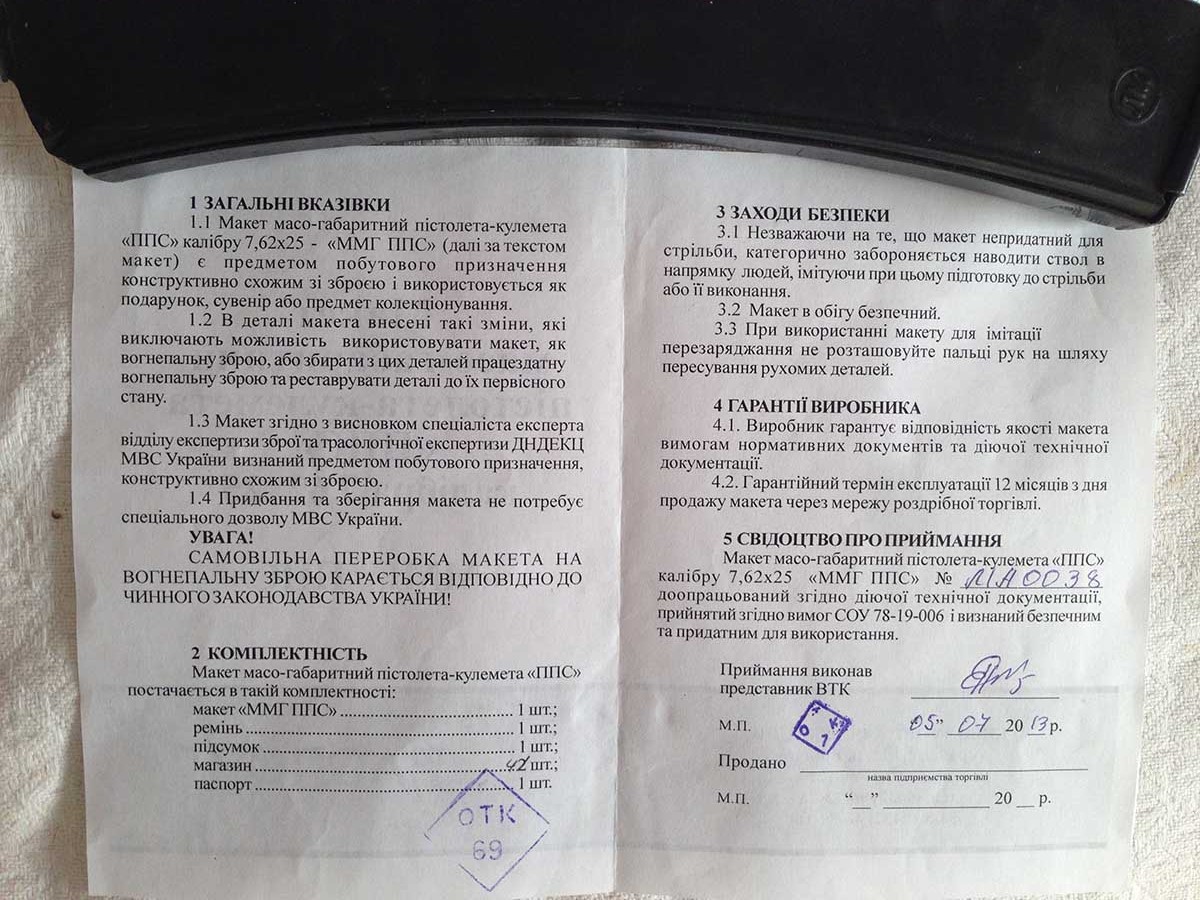 1 ЗАГАЛЬНІ ВКАЗІВКИ
1.1 Макет масо-габаритний пістолета-кулемета
«ППС» калібру 7,62х25 - «ММГ ППС» (далі за текстом
макет) є предметом побутового призначення
конструктивно схожим зі зброєю і використовується як
подарунок, сувенір або предмет колекціонування.
1.2 В деталі макета внесені такі зміни, які
виключають можливість використовувати макет, як
вогнепальну зброю, або збирати з цих деталей працездатну
вогнепальну зброю та реставрувати деталі до їх первісного
стану.
1.3 Макет згідно з висновком спеціаліста експерта
відділу експертизи зброї та трасологічної експертизи ДНДЕКЦ
МВС України визнаний предметом побутового призначення,
конструктивно схожим зі зброєю.
1.4 Придбання та зберігання макета не потребує
спеціального дозволу МВС України.
УВАГА!
САМОВІЛЬНА ПЕРЕРОБКА МАКЕТА НА
ВОГНЕПАЛЬНУ ЗБРОЮ КАРАЄТЬСЯ ВІДПОВІДНО ДО
ЧИННОГО ЗАКОНОДАВСТВА УКРАЇНИ!
2 КОМПЛЕКТНІСТЬ
Макет масо-габаритний пістолета-кулемета «ППС»
постачається в такій комплектності:
макет «ММГ ППС» ........ 1 шт.;
ремінь ........ 1 шт.;
підсумок ........ 1 шт.;
магазин ........ шт.;
паспорт ........ 1 шт.
ОТК
69
3 ЗАХОДИ БЕЗПЕКИ
3.1 Незважаючи на те, що макет непридатний для
стрільби, категорично забороняється наводити ствол в
напрямку людей, імітуючи при цьому підготовку до стрільби
або її виконання.
3.2 Макет в обігу безпечний.
3.3 При використанні макету для імітації
перезаряджання не розташовуйте пальці рук на шляху
пересування рухомих деталей.
4 ГАРАНТІЇ ВИРОБНИКА
4.1. Виробник гарантує відповідність якості макета
вимогам нормативних документів та діючої технічної
документації.
4.2. Гарантійний термін експлуатації 12 місяців з дня
продажу макета через мережу роздрібної торгівлі.
5 СВІДОЦТВО ПРО ПРИЙМАННЯ
Макет масо-габаритний пістолета-кулемета «ППС»
калібру 7,62х25 «ММГ ППС» № МА0038
доопрацьований згідно діючої технічної документації,
прийнятий згідно вимог СОУ 78-19-006 і визнаний безпечним
та придатним для використання.
Приймання виконав
представник ВТК
М.П. 05” 07 2013р.
Продано
назва підприємства торгівлі
М.П. “__” ________ 20 __ р.